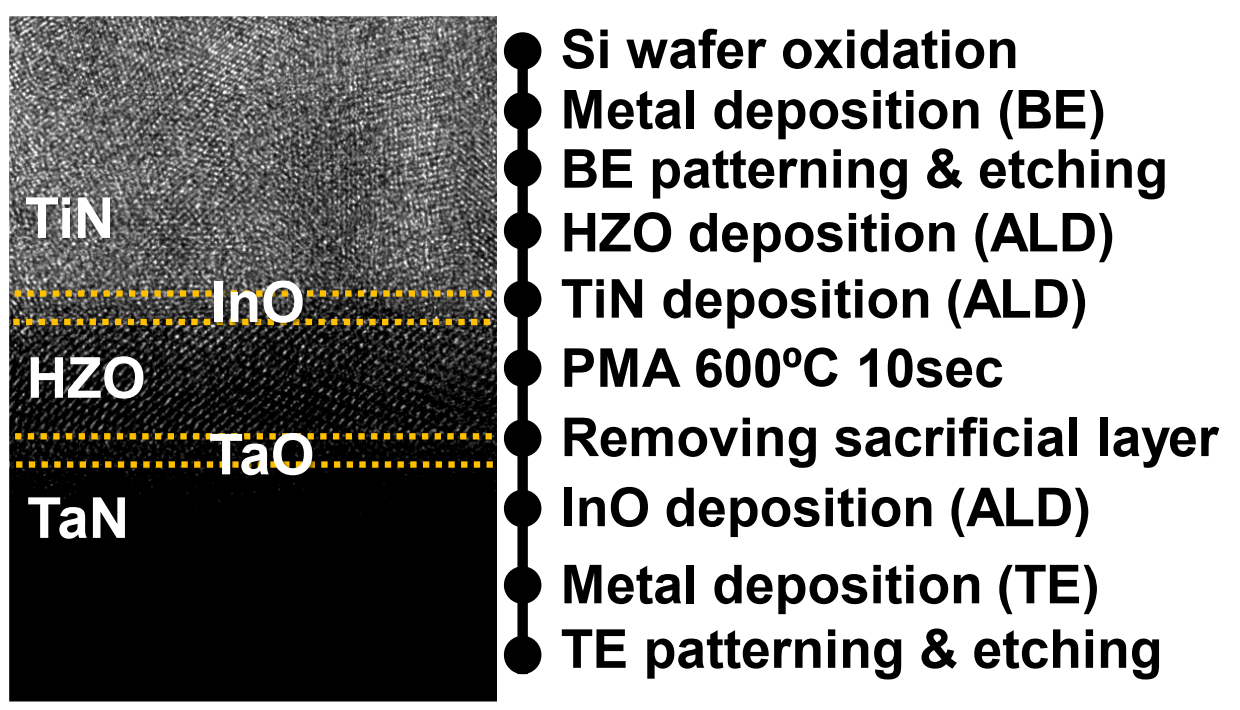 TiN
InO
HZO
TaO
TaN
Si wafer oxidation
Metal deposition (BE)
BE patterning & etching
HZO deposition (ALD)
TiN deposition (ALD)
PMA 600ºC 10sec
Removing sacrificial layer
InO deposition (ALD)
Metal deposition (TE)
TE patterning & etching